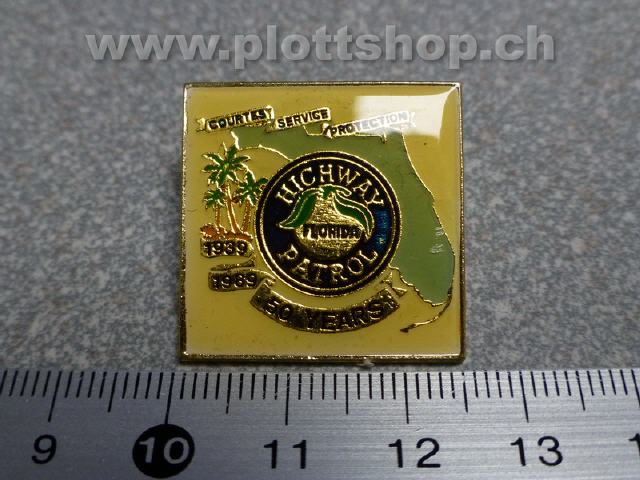 www.plottshop.ch
COURTESY SERVICE PROTECTION
HIGHWAY
FLORIDA
PATROL
1939
1989
50 YEARS
9 10 11 12 13